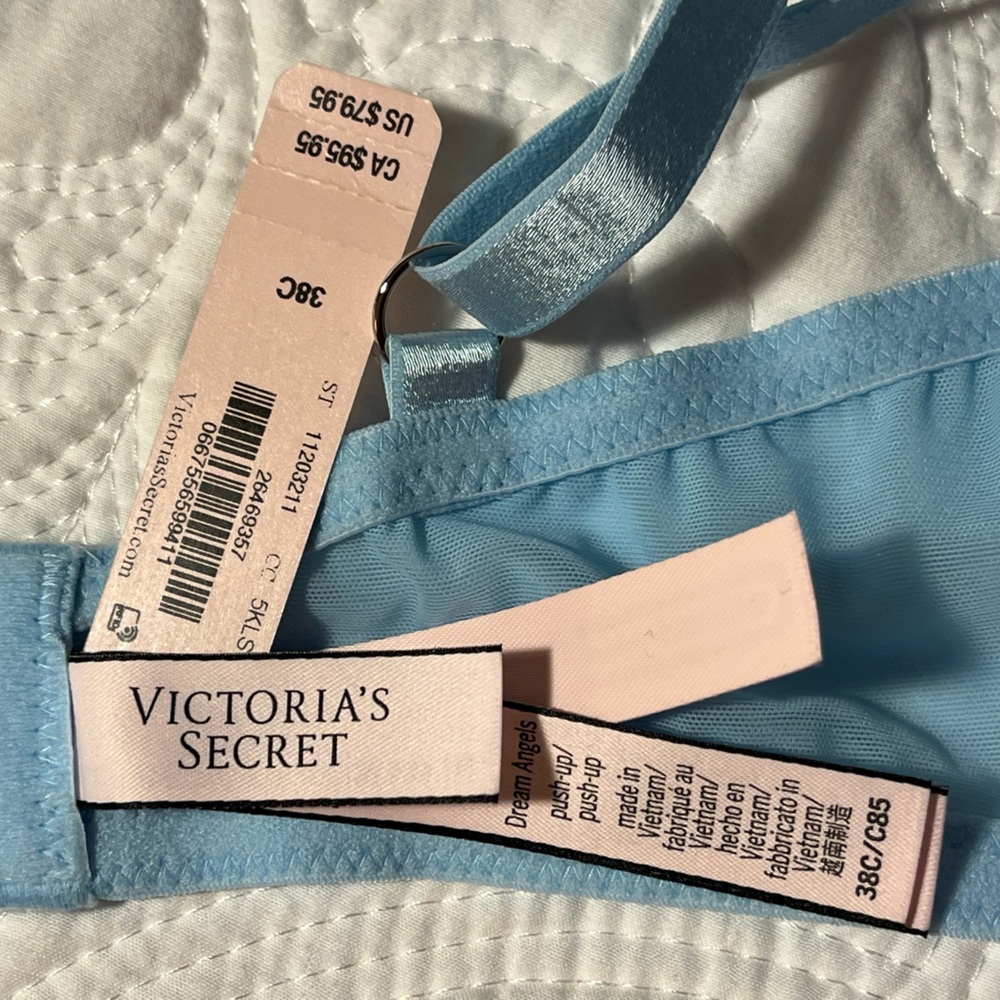 US $79.95
CA $95.95
38C
ST 11203211
26469357 CC 5KLS
066755659941​1
VictoriasSecret.com
VICTORIA'S
SECRET
Dream Angels
push-up/
push-up
made in
Vietnam/
fabriqué au
Vietnam/
hecho en
Vietnam/
fabbricato in
Vietnam/
越南制造
38C/C85